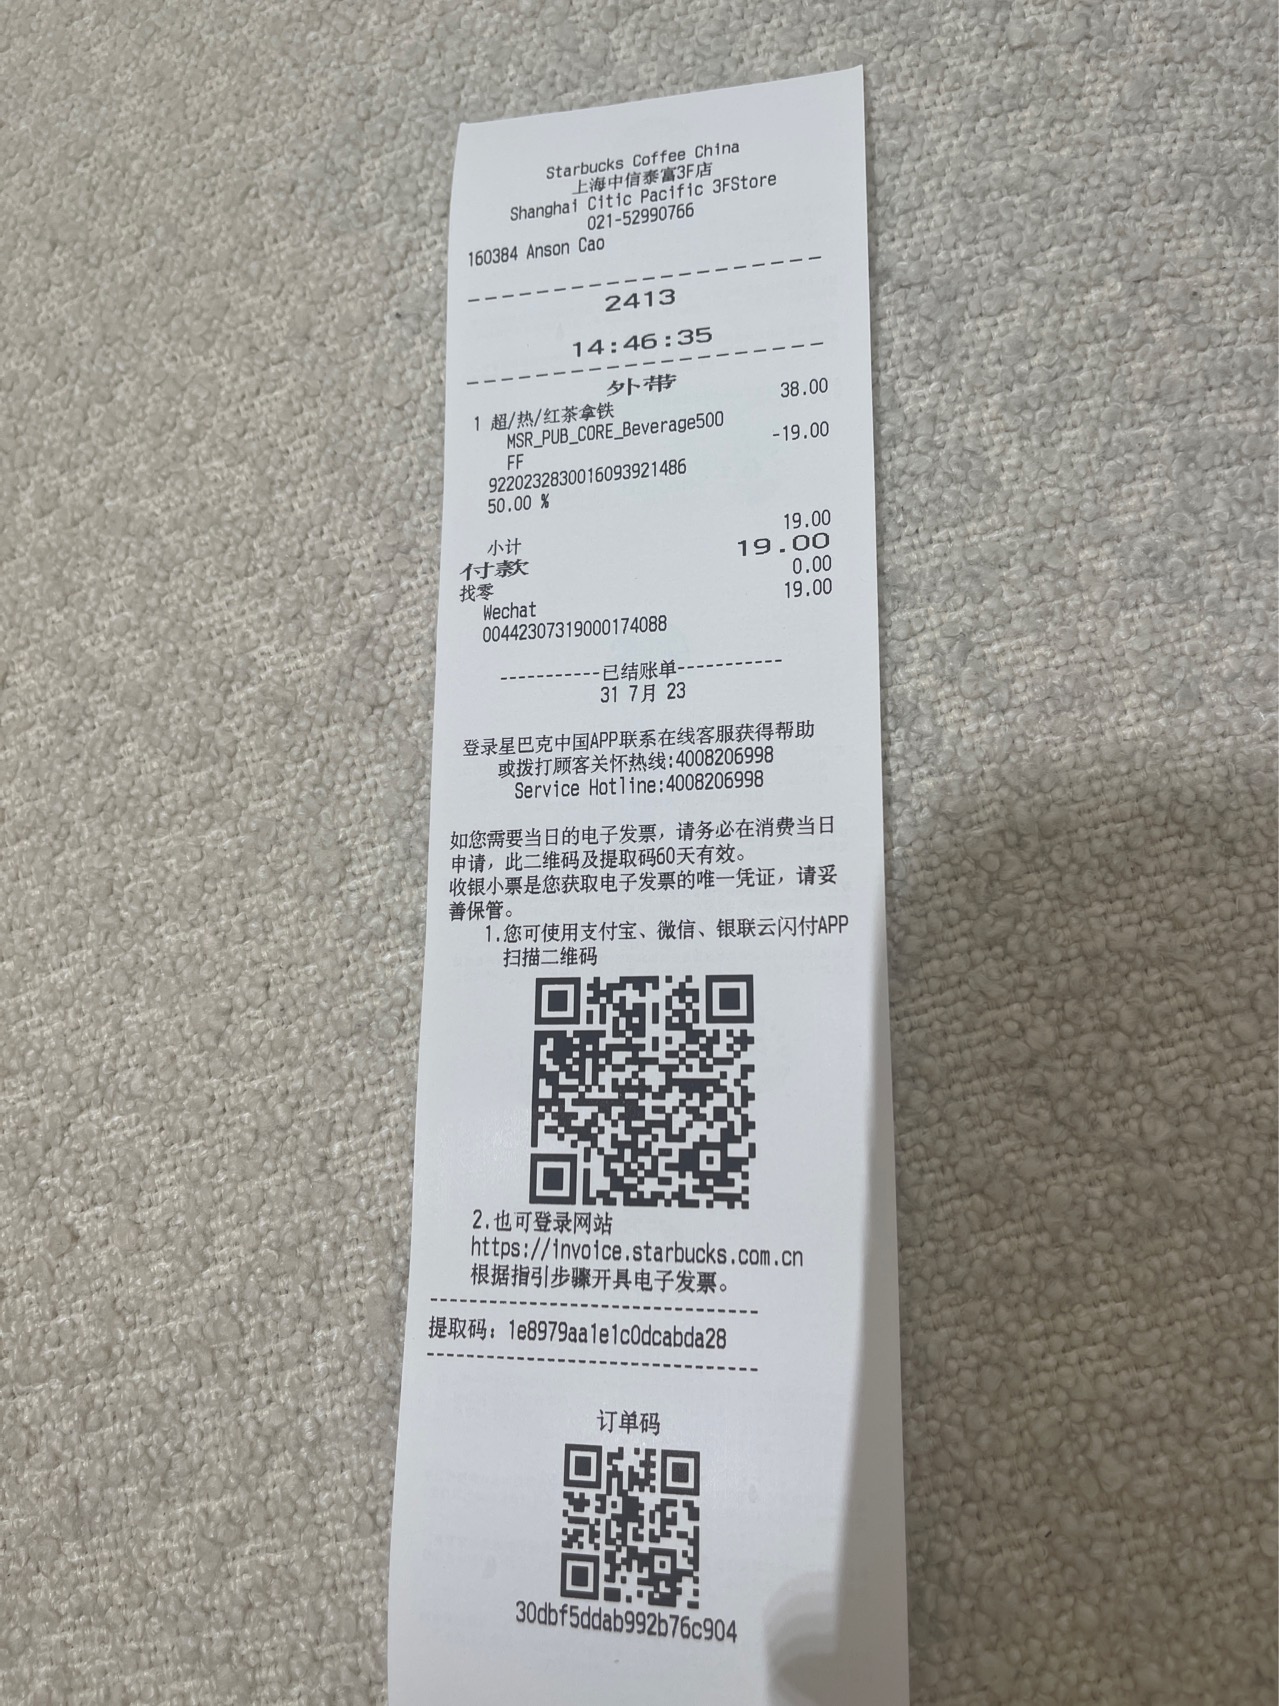 Starbucks Coffee China
上海中信泰富3F店
Shanghai Citic Pacific 3FStore
021-52990766
160384 Anson Cao
2413
14:46:35
外带
1 超/热/红茶拿铁 38.00
MSR_PUB_CORE_Beverage500 -19.00
FF
9220232830016093921486
50.00 %
小计 19.00
付款 19.00
找零 0.00
Wechat 19.00
00442307319000174088
-----------已结账单-----------
31 7月 23
登录星巴克中国APP联系在线客服获得帮助
或拨打顾客关怀热线:4008206998
Service Hotline:4008206998
如您需要当日的电子发票，请务必在消费当日
申请，此二维码及提取码60天有效。
收银小票是您获取电子发票的唯一凭证，请妥
善保管。
1.您可使用支付宝、微信、银联云闪付APP
扫描二维码
2.也可登录网站
https://invoice.starbucks.com.cn
根据指引步骤开具电子发票。
提取码：1e8979aa1e1c0dcabda28
订单码
30dbf5ddab992b76c904